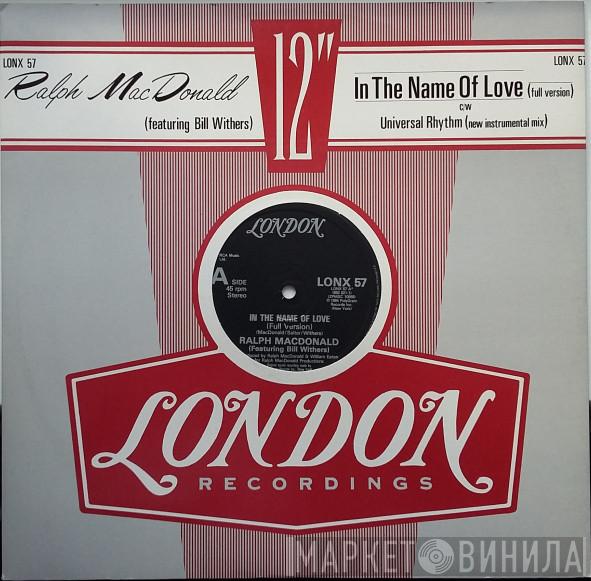 LONX 57
LONX 57
Ralph MacDonald
(featuring Bill Withers)
12"
In The Name Of Love (full version)
C/W
Universal Rhythm (new instrumental mix)
LONDON
A SIDE
45 rpm
Stereo
LONX 57
IN THE NAME OF LOVE
(Full Version)
(MacDonald/Salter/Withers)
RALPH MACDONALD
(Featuring Bill Withers)
LONDON
RECORDINGS
МАРКЕТ ВИНИЛА